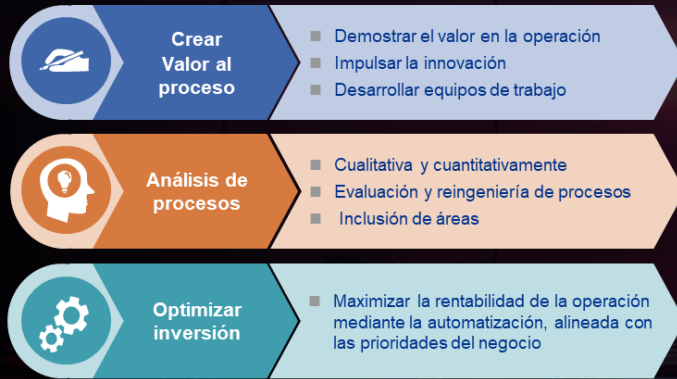 Crear
Valor al
proceso
Demostrar el valor en la operación
Impulsar la innovación
Desarrollar equipos de trabajo
Análisis de
procesos
Cualitativa y cuantitativamente
Evaluación y reingeniería de procesos
Inclusión de áreas
Optimizar
inversión
Maximizar la rentabilidad de la operación
mediante la automatización, alineada con
las prioridades del negocio